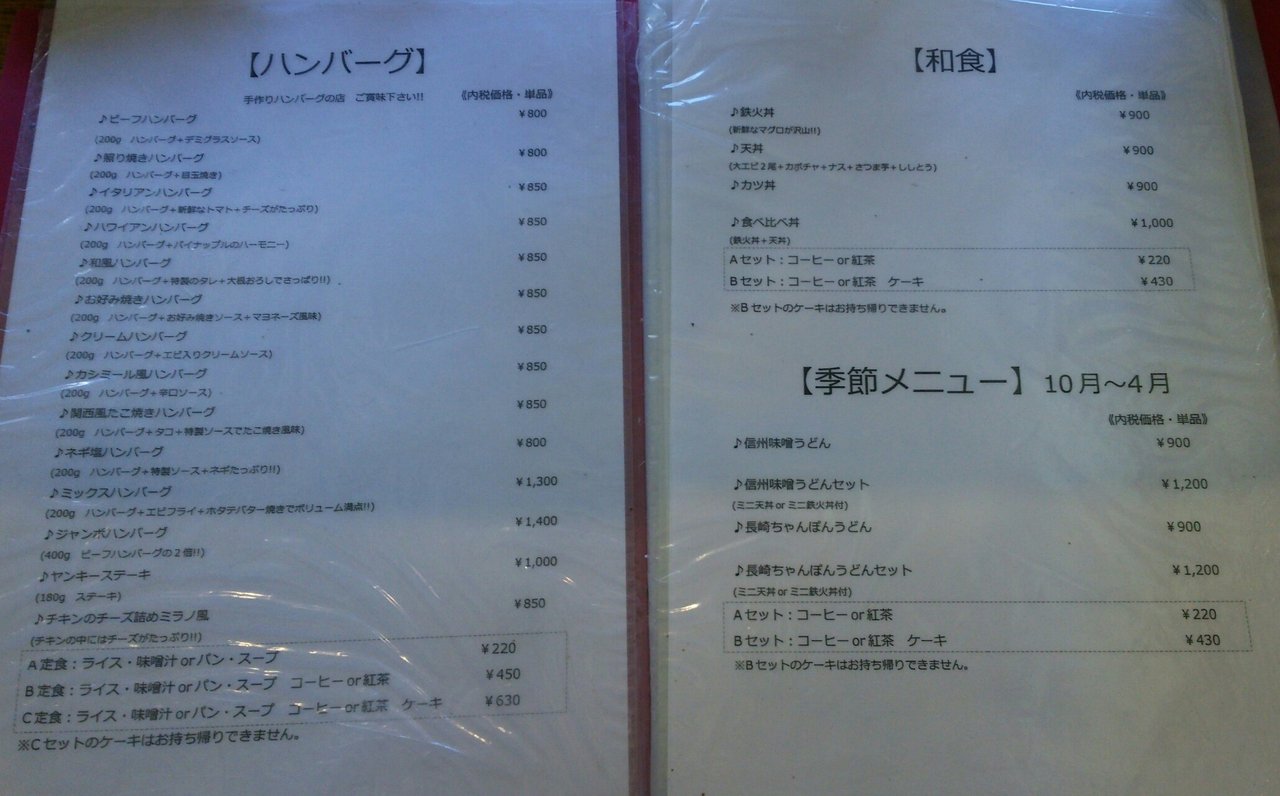 【ハンバーグ】
手作りハンバーグの店　ご賞味下さい!!　《内税価格・単品》
♪ビーフハンバーグ　¥800
(200g　ハンバーグ+デミグラスソース)
♪照り焼きハンバーグ　¥800
(200g　ハンバーグ+目玉焼き)
♪イタリアンハンバーグ　¥850
(200g　ハンバーグ+新鮮なトマト+チーズがたっぷり)
♪ハワイアンハンバーグ　¥850
(200g　ハンバーグ+パイナップルのハーモニー)
♪和風ハンバーグ　¥850
(200g　ハンバーグ+特製のタレ+大根おろしでさっぱり!!)
♪お好み焼きハンバーグ　¥850
(200g　ハンバーグ+お好み焼きソース+マヨネーズ風味)
♪クリームハンバーグ　¥850
(200g　ハンバーグ+エビ入りクリームソース)
♪カシミール風ハンバーグ　¥850
(200g　ハンバーグ+辛口ソース)
♪関西風たこ焼きハンバーグ　¥850
(200g　ハンバーグ+タコ+特製ソースでたこ焼き風味)
♪ネギ塩ハンバーグ　¥800
(200g　ハンバーグ+特製ソース+ネギたっぷり!!)
♪ミックスハンバーグ　¥1,300
(200g　ハンバーグ+エビフライ+ホタテバター焼きでボリューム満点!!)
♪ジャンボハンバーグ　¥1,400
(400g　ビーフハンバーグの2倍!!)
♪ヤンキーステーキ　¥1,000
(180g　ステーキ)
♪チキンのチーズ詰めミラノ風　¥850
(チキンの中にはチーズがたっぷり!!)
A定食：ライス・味噌汁orパン・スープ　¥220
B定食：ライス・味噌汁orパン・スープ　コーヒーor紅茶　¥450
C定食：ライス・味噌汁orパン・スープ　コーヒーor紅茶　ケーキ　¥630
※Cセットのケーキはお持ち帰りできません。
【和食】
《内税価格・単品》
♪鉄火丼　¥900
(新鮮なマグロが沢山!!)
♪天丼　¥900
(大エビ2尾+カボチャ+ナス+さつま芋+ししとう)
♪カツ丼　¥900
♪食べ比べ丼　¥1,000
(鉄火丼+天丼)
Aセット：コーヒーor紅茶　¥220
Bセット：コーヒーor紅茶　ケーキ　¥430
※Bセットのケーキはお持ち帰りできません。
【季節メニュー】10月～4月
《内税価格・単品》
♪信州味噌うどん　¥900
♪信州味噌うどんセット　¥1,200
(ミニ天丼or ミニ鉄火丼付)
♪長崎ちゃんぽんうどん　¥900
♪長崎ちゃんぽんうどんセット　¥1,200
(ミニ天丼or ミニ鉄火丼付)
Aセット：コーヒーor紅茶　¥220
Bセット：コーヒーor紅茶　ケーキ　¥430
※Bセットのケーキはお持ち帰りできません。